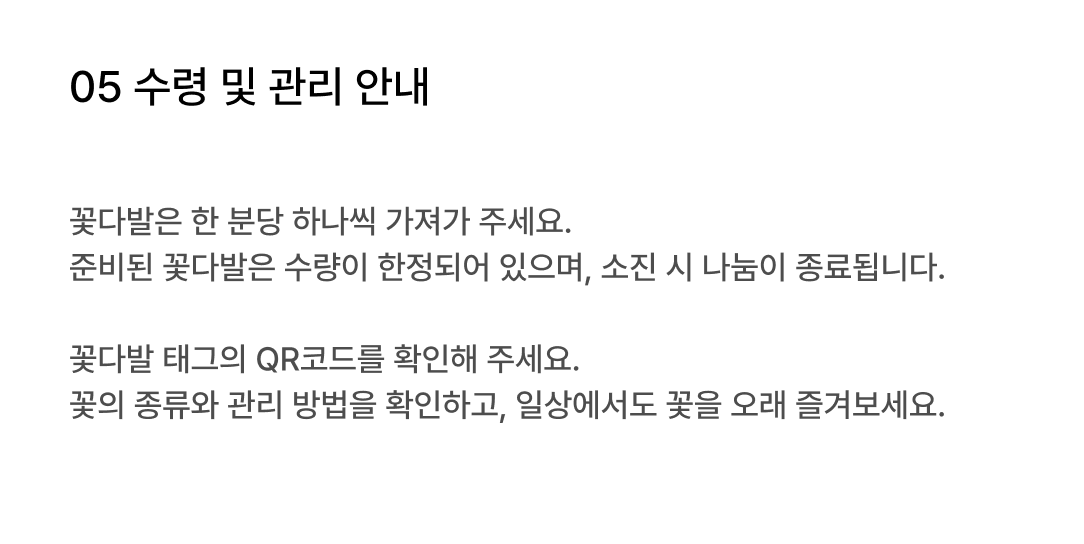 05 수령 및 관리 안내
꽃다발은 한 분당 하나씩 가져가 주세요.
준비된 꽃다발은 수량이 한정되어 있으며, 소진 시 나눔이 종료됩니다.
꽃다발 태그의 QR코드를 확인해 주세요.
꽃의 종류와 관리 방법을 확인하고, 일상에서도 꽃을 오래 즐겨보세요.